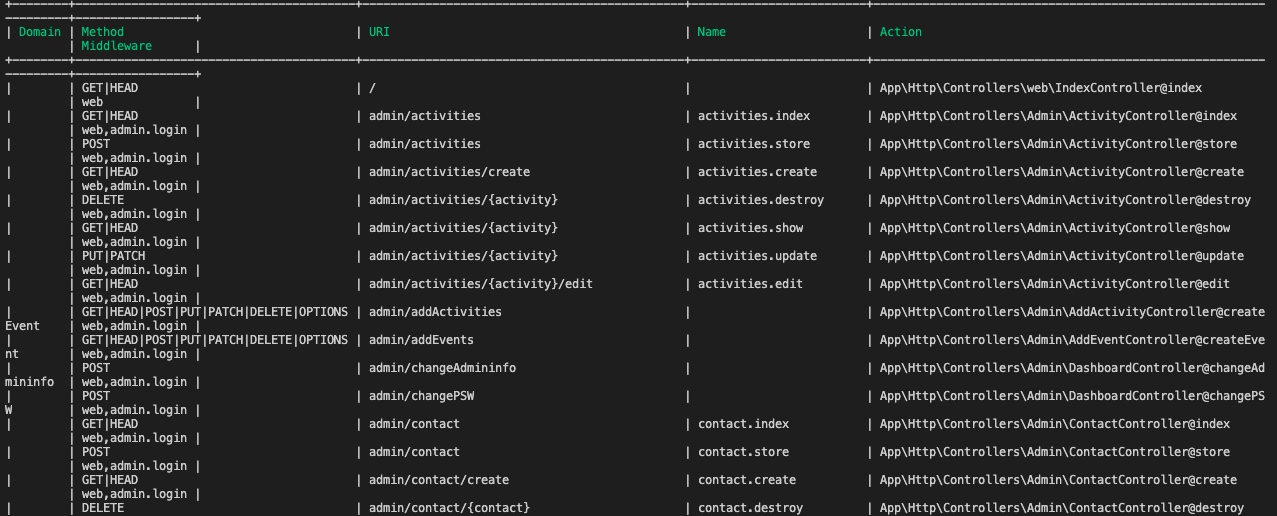 +--------+----------------------------------------+----------------------------------------------+-------------------------+--------------------------------------------------------
---------+-----------------+
| Domain | Method | URI | Name | Action
| Middleware |
+--------+----------------------------------------+----------------------------------------------+-------------------------+--------------------------------------------------------
---------+-----------------+
| | GET|HEAD | / | | App\Http\Controllers\web\IndexController@index
| web |
| | GET|HEAD | admin/activities | activities.index | App\Http\Controllers\Admin\ActivityController@index
| web,admin.login |
| | POST | admin/activities | activities.store | App\Http\Controllers\Admin\ActivityController@store
| web,admin.login |
| | GET|HEAD | admin/activities/create | activities.create | App\Http\Controllers\Admin\ActivityController@create
| web,admin.login |
| | DELETE | admin/activities/{activity} | activities.destroy | App\Http\Controllers\Admin\ActivityController@destroy
| web,admin.login |
| | GET|HEAD | admin/activities/{activity} | activities.show | App\Http\Controllers\Admin\ActivityController@show
| web,admin.login |
| | PUT|PATCH | admin/activities/{activity} | activities.update | App\Http\Controllers\Admin\ActivityController@update
| web,admin.login |
| | GET|HEAD | admin/activities/{activity}/edit | activities.edit | App\Http\Controllers\Admin\ActivityController@edit
| web,admin.login |
| | GET|HEAD|POST|PUT|PATCH|DELETE|OPTIONS | admin/addActivities | | App\Http\Controllers\Admin\AddActivityController@create
Event | web,admin.login |
| | GET|HEAD|POST|PUT|PATCH|DELETE|OPTIONS | admin/addEvents | | App\Http\Controllers\Admin\AddEventController@createEve
nt | web,admin.login |
| | POST | admin/changeAdmininfo | | App\Http\Controllers\Admin\DashboardController@changeAd
mininfo | web,admin.login |
| | POST | admin/changePSW | | App\Http\Controllers\Admin\DashboardController@changePS
W | web,admin.login |
| | GET|HEAD | admin/contact | contact.index | App\Http\Controllers\Admin\ContactController@index
| web,admin.login |
| | POST | admin/contact | contact.store | App\Http\Controllers\Admin\ContactController@store
| web,admin.login |
| | GET|HEAD | admin/contact/create | contact.create | App\Http\Controllers\Admin\ContactController@create
| web,admin.login |
| | DELETE | admin/contact/{contact} | contact.destroy | App\Http\Controllers\Admin\ContactController@destroy